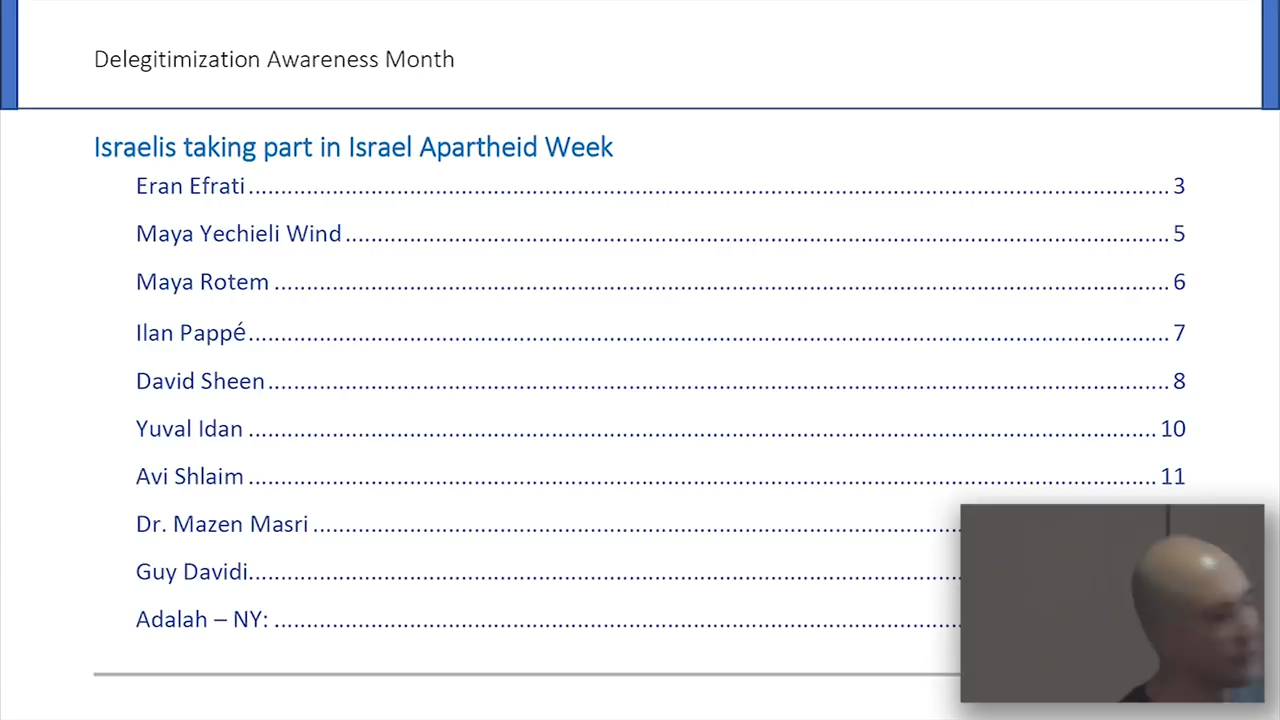 Delegitimization Awareness Month
Israelis taking part in Israel Apartheid Week
Eran Efrati 3
Maya Yechieli Wind 5
Maya Rotem 6
Ilan Pappé 7
David Sheen 8
Yuval Idan 10
Avi Shlaim 11
Dr. Mazen Masri
Guy Davidi
Adalah – NY: